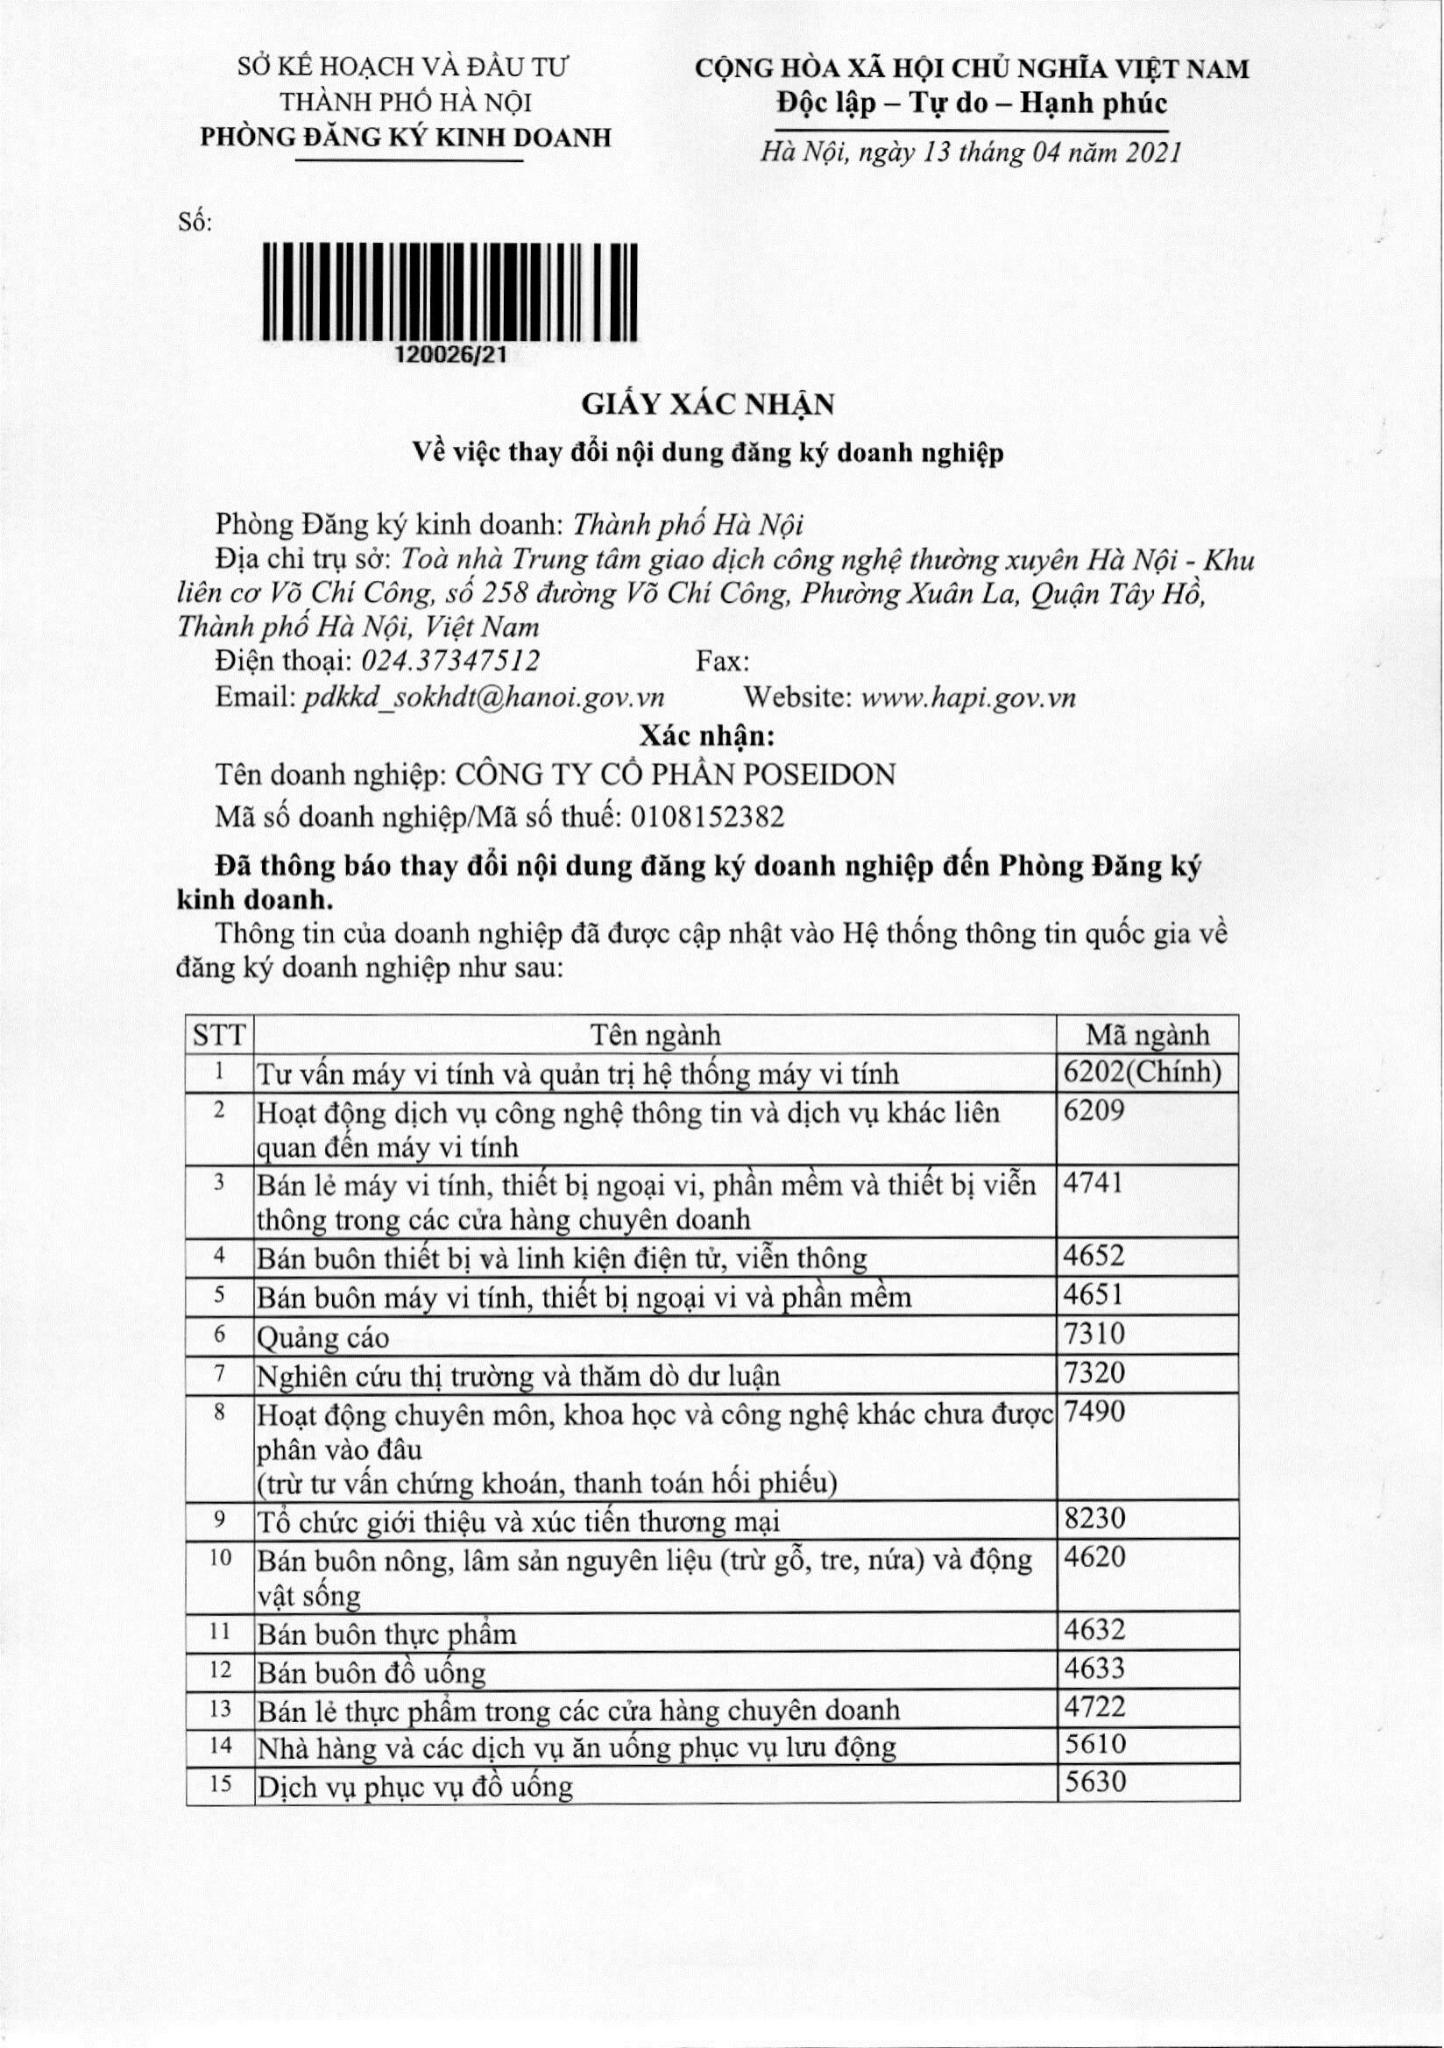 SỞ KẾ HOẠCH VÀ ĐẦU TƯ
THÀNH PHỐ HÀ NỘI
PHÒNG ĐĂNG KÝ KINH DOANH
CỘNG HÒA XÃ HỘI CHỦ NGHĨA VIỆT NAM
Độc lập – Tự do – Hạnh phúc
Hà Nội, ngày 13 tháng 04 năm 2021
Số:
120026/21
GIẤY XÁC NHẬN
Về việc thay đổi nội dung đăng ký doanh nghiệp
Phòng Đăng ký kinh doanh: Thành phố Hà Nội
Địa chỉ trụ sở: Toà nhà Trung tâm giao dịch công nghệ thường xuyên Hà Nội - Khu
liên cơ Võ Chí Công, số 258 đường Võ Chí Công, Phường Xuân La, Quận Tây Hồ,
Thành phố Hà Nội, Việt Nam
Điện thoại: 024.37347512 Fax:
Email: pdkkd_sokhdt@hanoi.gov.vn Website: www.hapi.gov.vn
Xác nhận:
Tên doanh nghiệp: CÔNG TY CỔ PHẦN POSEIDON
Mã số doanh nghiệp/Mã số thuế: 0108152382
Đã thông báo thay đổi nội dung đăng ký doanh nghiệp đến Phòng Đăng ký
kinh doanh.
Thông tin của doanh nghiệp đã được cập nhật vào Hệ thống thông tin quốc gia về
đăng ký doanh nghiệp như sau:
STT Tên ngành Mã ngành
1 Tư vấn máy vi tính và quản trị hệ thống máy vi tính 6202(Chính)
2 Hoạt động dịch vụ công nghệ thông tin và dịch vụ khác liên 6209
quan đến máy vi tính
3 Bán lẻ máy vi tính, thiết bị ngoại vi, phần mềm và thiết bị viễn 4741
thông trong các cửa hàng chuyên doanh
4 Bán buôn thiết bị và linh kiện điện tử, viễn thông 4652
5 Bán buôn máy vi tính, thiết bị ngoại vi và phần mềm 4651
6 Quảng cáo 7310
7 Nghiên cứu thị trường và thăm dò dư luận 7320
8 Hoạt động chuyên môn, khoa học và công nghệ khác chưa được 7490
phân vào đâu
(trừ tư vấn chứng khoán, thanh toán hối phiếu)
9 Tổ chức giới thiệu và xúc tiến thương mại 8230
10 Bán buôn nông, lâm sản nguyên liệu (trừ gỗ, tre, nứa) và động 4620
vật sống
11 Bán buôn thực phẩm 4632
12 Bán buôn đồ uống 4633
13 Bán lẻ thực phẩm trong các cửa hàng chuyên doanh 4722
14 Nhà hàng và các dịch vụ ăn uống phục vụ lưu động 5610
15 Dịch vụ phục vụ đồ uống 5630